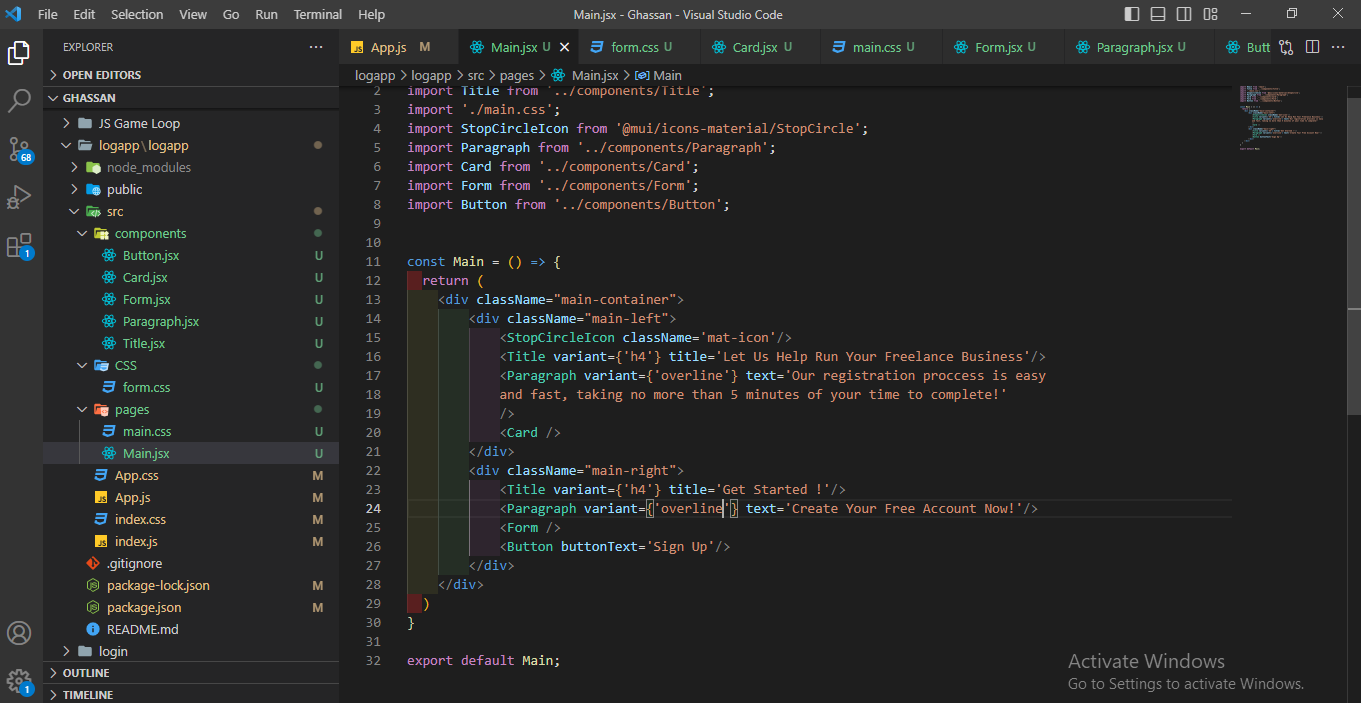 File Edit Selection View Go Run Terminal Help Main.jsx - Ghassan - Visual Studio Code
EXPLORER
App.js M Main.jsx U form.css U Card.jsx U main.css U Form.jsx U Paragraph.jsx U Butt
OPEN EDITORS
logapp > logapp > src > pages > Main.jsx > Main
GHASSAN
JS Game Loop
logapp\logapp
node_modules
public
src
components
Button.jsx U
Card.jsx U
Form.jsx U
Paragraph.jsx U
Title.jsx U
CSS
form.css U
pages
main.css U
Main.jsx U
App.css M
App.js M
index.css M
index.js M
.gitignore
package-lock.json M
package.json M
README.md
login
OUTLINE
TIMELINE
68
1
1
2 import Title from '../components/Title';
3 import './main.css';
4 import StopCircleIcon from '@mui/icons-material/StopCircle';
5 import Paragraph from '../components/Paragraph';
6 import Card from '../components/Card';
7 import Form from '../components/Form';
8 import Button from '../components/Button';
9
10
11 const Main = () => {
12 return (
13 <div className="main-container">
14 <div className="main-left">
15 <StopCircleIcon className='mat-icon'/>
16 <Title variant={'h4'} title='Let Us Help Run Your Freelance Business'/>
17 <Paragraph variant={'overline'} text='Our registration proccess is easy
18 and fast, taking no more than 5 minutes of your time to complete!'
19 />
20 <Card />
21 </div>
22 <div className="main-right">
23 <Title variant={'h4'} title='Get Started !'/>
24 <Paragraph variant={'overline'} text='Create Your Free Account Now!'/>
25 <Form />
26 <Button buttonText='Sign Up'/>
27 </div>
28 </div>
29 )
30 }
31
32 export default Main;
Activate Windows
Go to Settings to activate Windows.